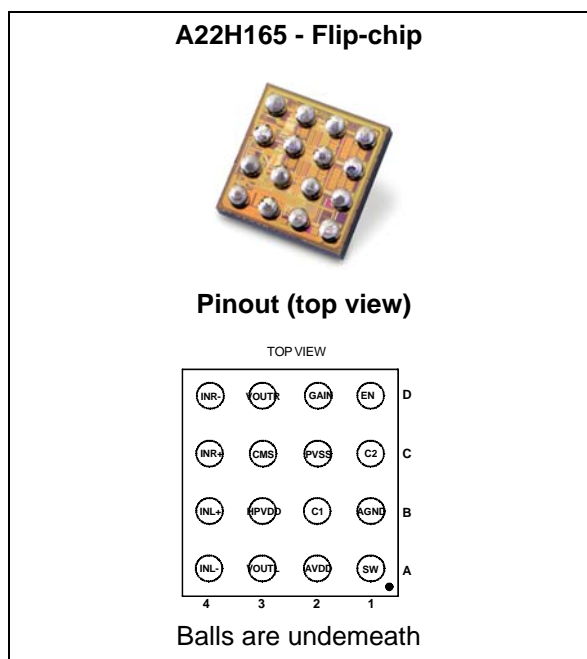 A22H165 - Flip-chip
Pinout (top view)
TOP VIEW
INR- VOUTR GAIN EN D
INR+ CMS PVSS C2 C
INL+ HPVDD C1 AGND B
INL- VOUTL AVDD SW A
4 3 2 1
Balls are underneath